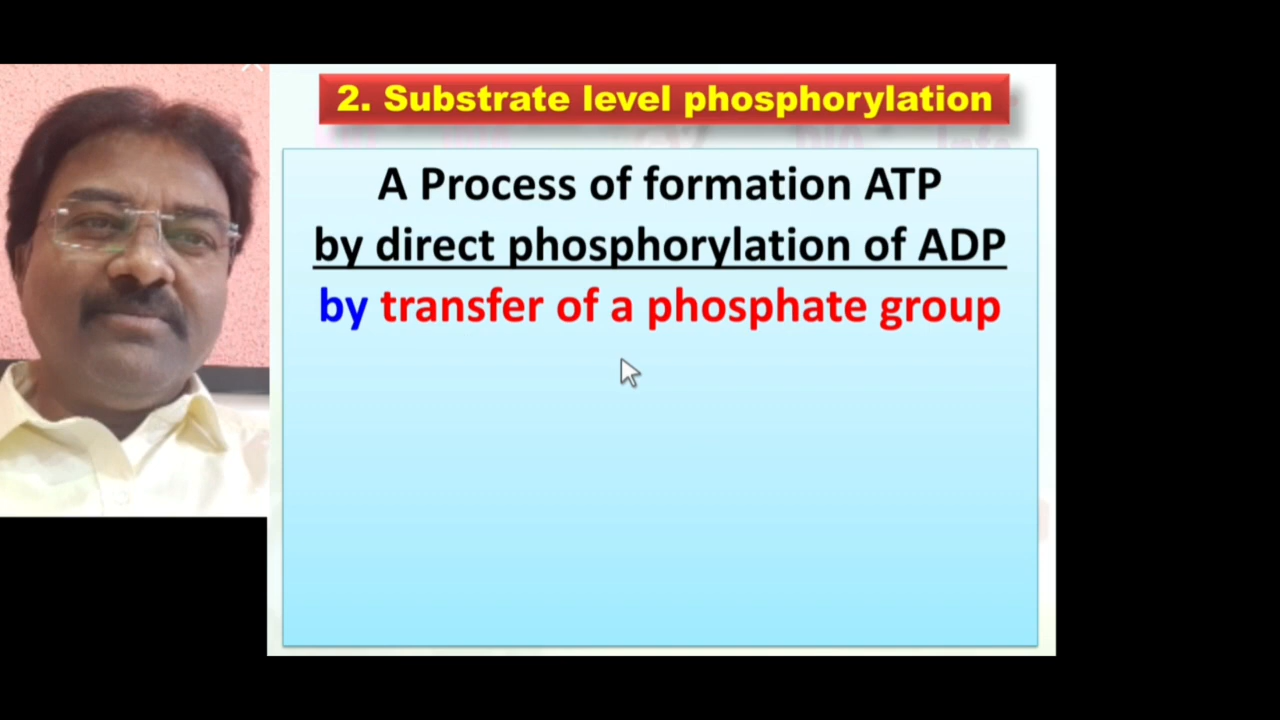 2. Substrate level phosphorylation
A Process of formation ATP
by direct phosphorylation of ADP
by transfer of a phosphate group